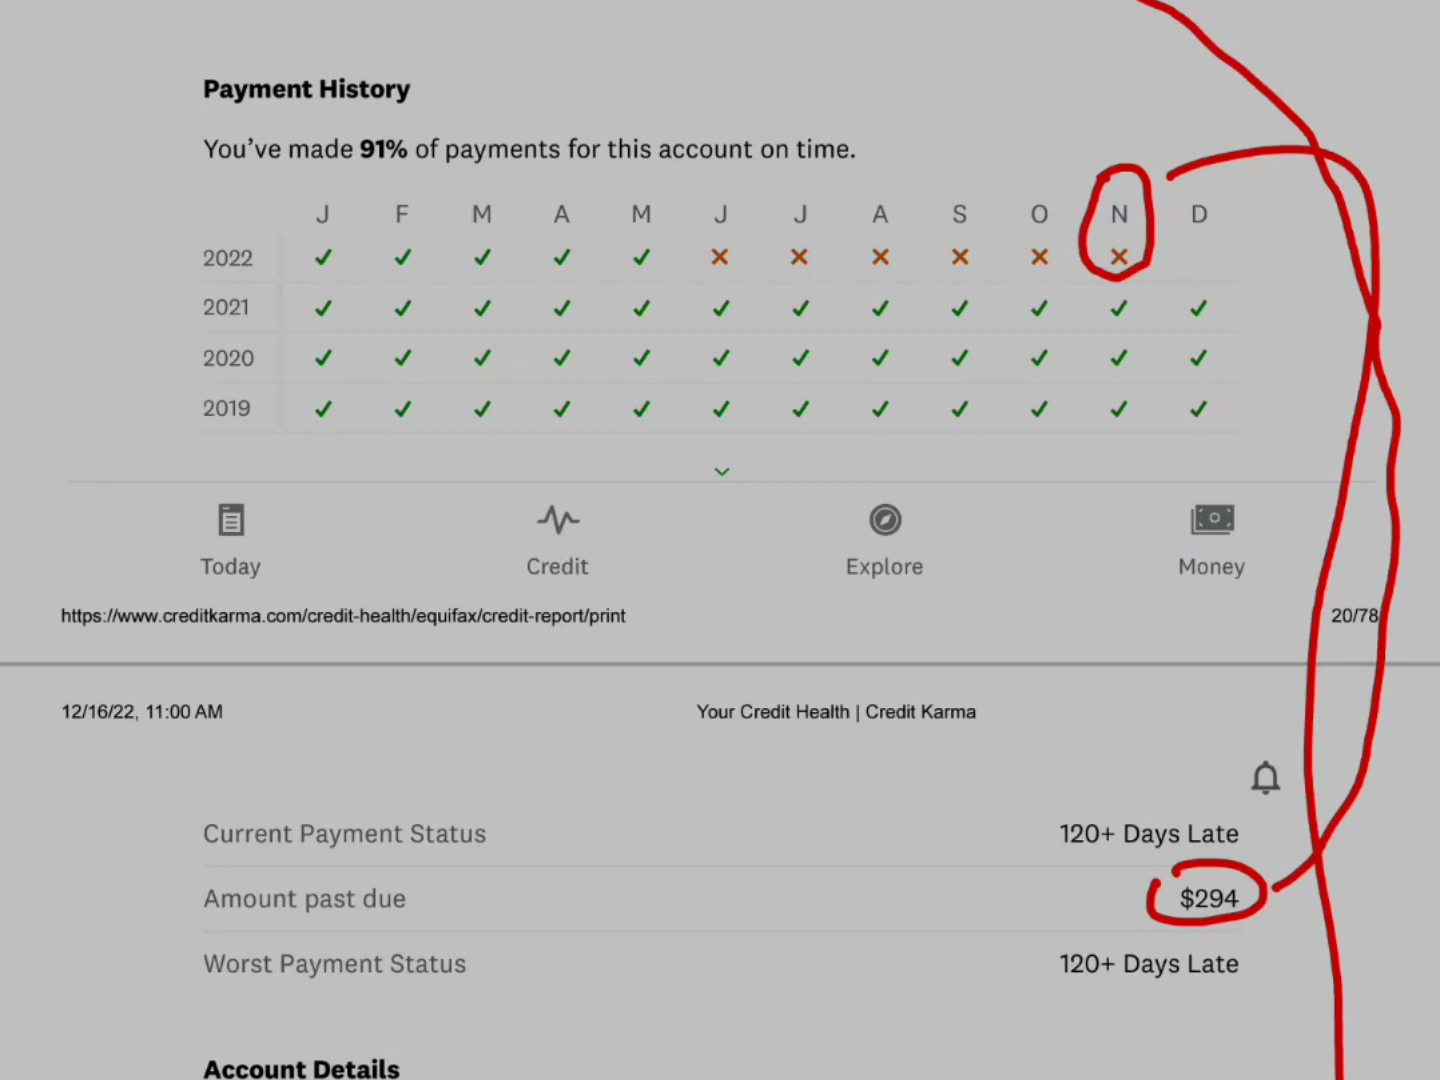 Payment History
You've made 91% of payments for this account on time.
J F M A M J J A S O N D
2022 ✓ ✓ ✓ ✓ ✓ ✕ ✕ ✕ ✕ ✕ ✕
2021 ✓ ✓ ✓ ✓ ✓ ✓ ✓ ✓ ✓ ✓ ✓ ✓
2020 ✓ ✓ ✓ ✓ ✓ ✓ ✓ ✓ ✓ ✓ ✓ ✓
2019 ✓ ✓ ✓ ✓ ✓ ✓ ✓ ✓ ✓ ✓ ✓ ✓
Today Credit Explore Money
https://www.creditkarma.com/credit-health/equifax/credit-report/print 20/78
12/16/22, 11:00 AM Your Credit Health | Credit Karma
Current Payment Status 120+ Days Late
Amount past due $294
Worst Payment Status 120+ Days Late
Account Details